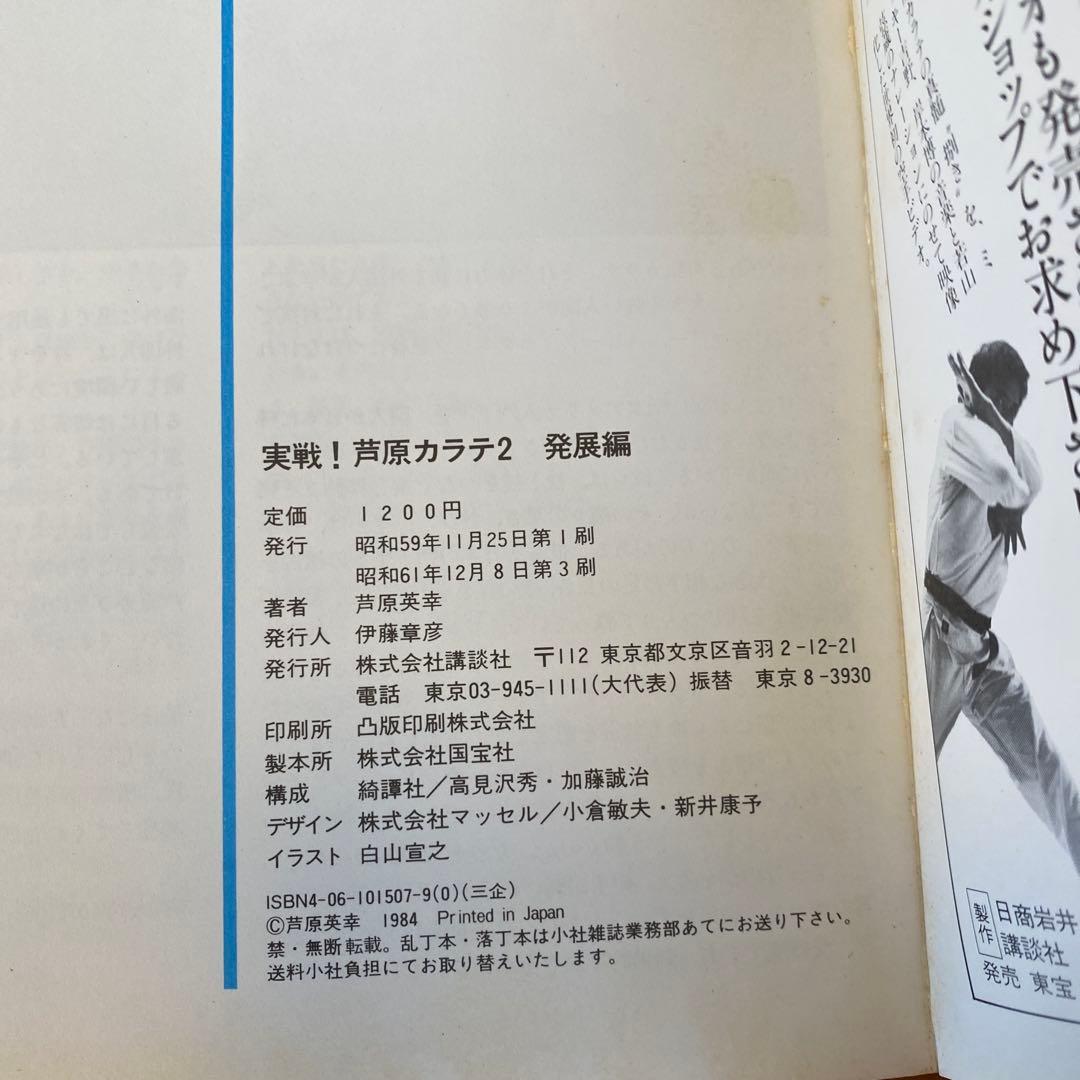 実戦！芦原カラテ2　発展編
定価　1200円
発行　昭和59年11月25日第1刷
昭和61年12月8日第3刷
著者　芦原英幸
発行人　伊藤章彦
発行所　株式会社講談社　〒112 東京都文京区音羽2-12-21
電話　東京03-945-1111(大代表) 振替　東京8-3930
印刷所　凸版印刷株式会社
製本所　株式会社国宝社
構成　綺譚社／高見沢秀・加藤誠治
デザイン　株式会社マッセル／小倉敏夫・新井康予
イラスト　白山宣之
ISBN4-06-101507-9(0)(三企)
©芦原英幸　1984　Printed in Japan
禁・無断転載。乱丁本・落丁本は小社雑誌業務部あてにお送り下さい。
送料小社負担にてお取り替えいたします。
ショップでお求め下さい
製作 日商岩井
講談社
発売 東宝